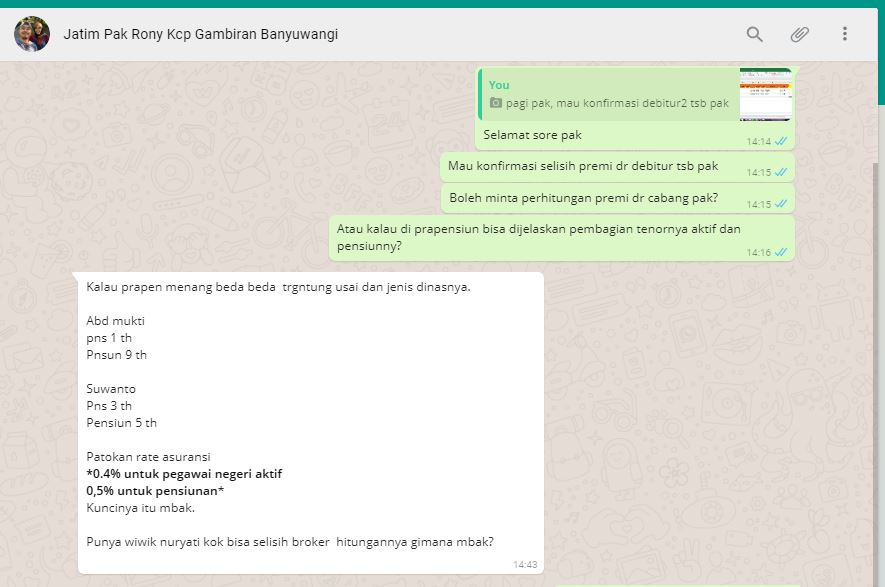 Jatim Pak Rony Kcp Gambiran Banyuwangi
You
pagi pak, mau konfirmasi debitur2 tsb pak
Selamat sore pak
14:14
Mau konfirmasi selisih premi dr debitur tsb pak
14:15
Boleh minta perhitungan premi dr cabang pak?
14:15
Atau kalau di prapensiun bisa dijelaskan pembagian tenornya aktif dan
pensiunny?
14:16
Kalau prapen menang beda beda  trgntung usai dan jenis dinasnya.
Abd mukti
pns 1 th
Pnsun 9 th
Suwanto
Pns 3 th
Pensiun 5 th
Patokan rate asuransi
*0.4% untuk pegawai negeri aktif
0,5% untuk pensiunan*
Kuncinya itu mbak.
Punya wiwik nuryati kok bisa selisih broker  hitungannya gimana mbak?
14:43